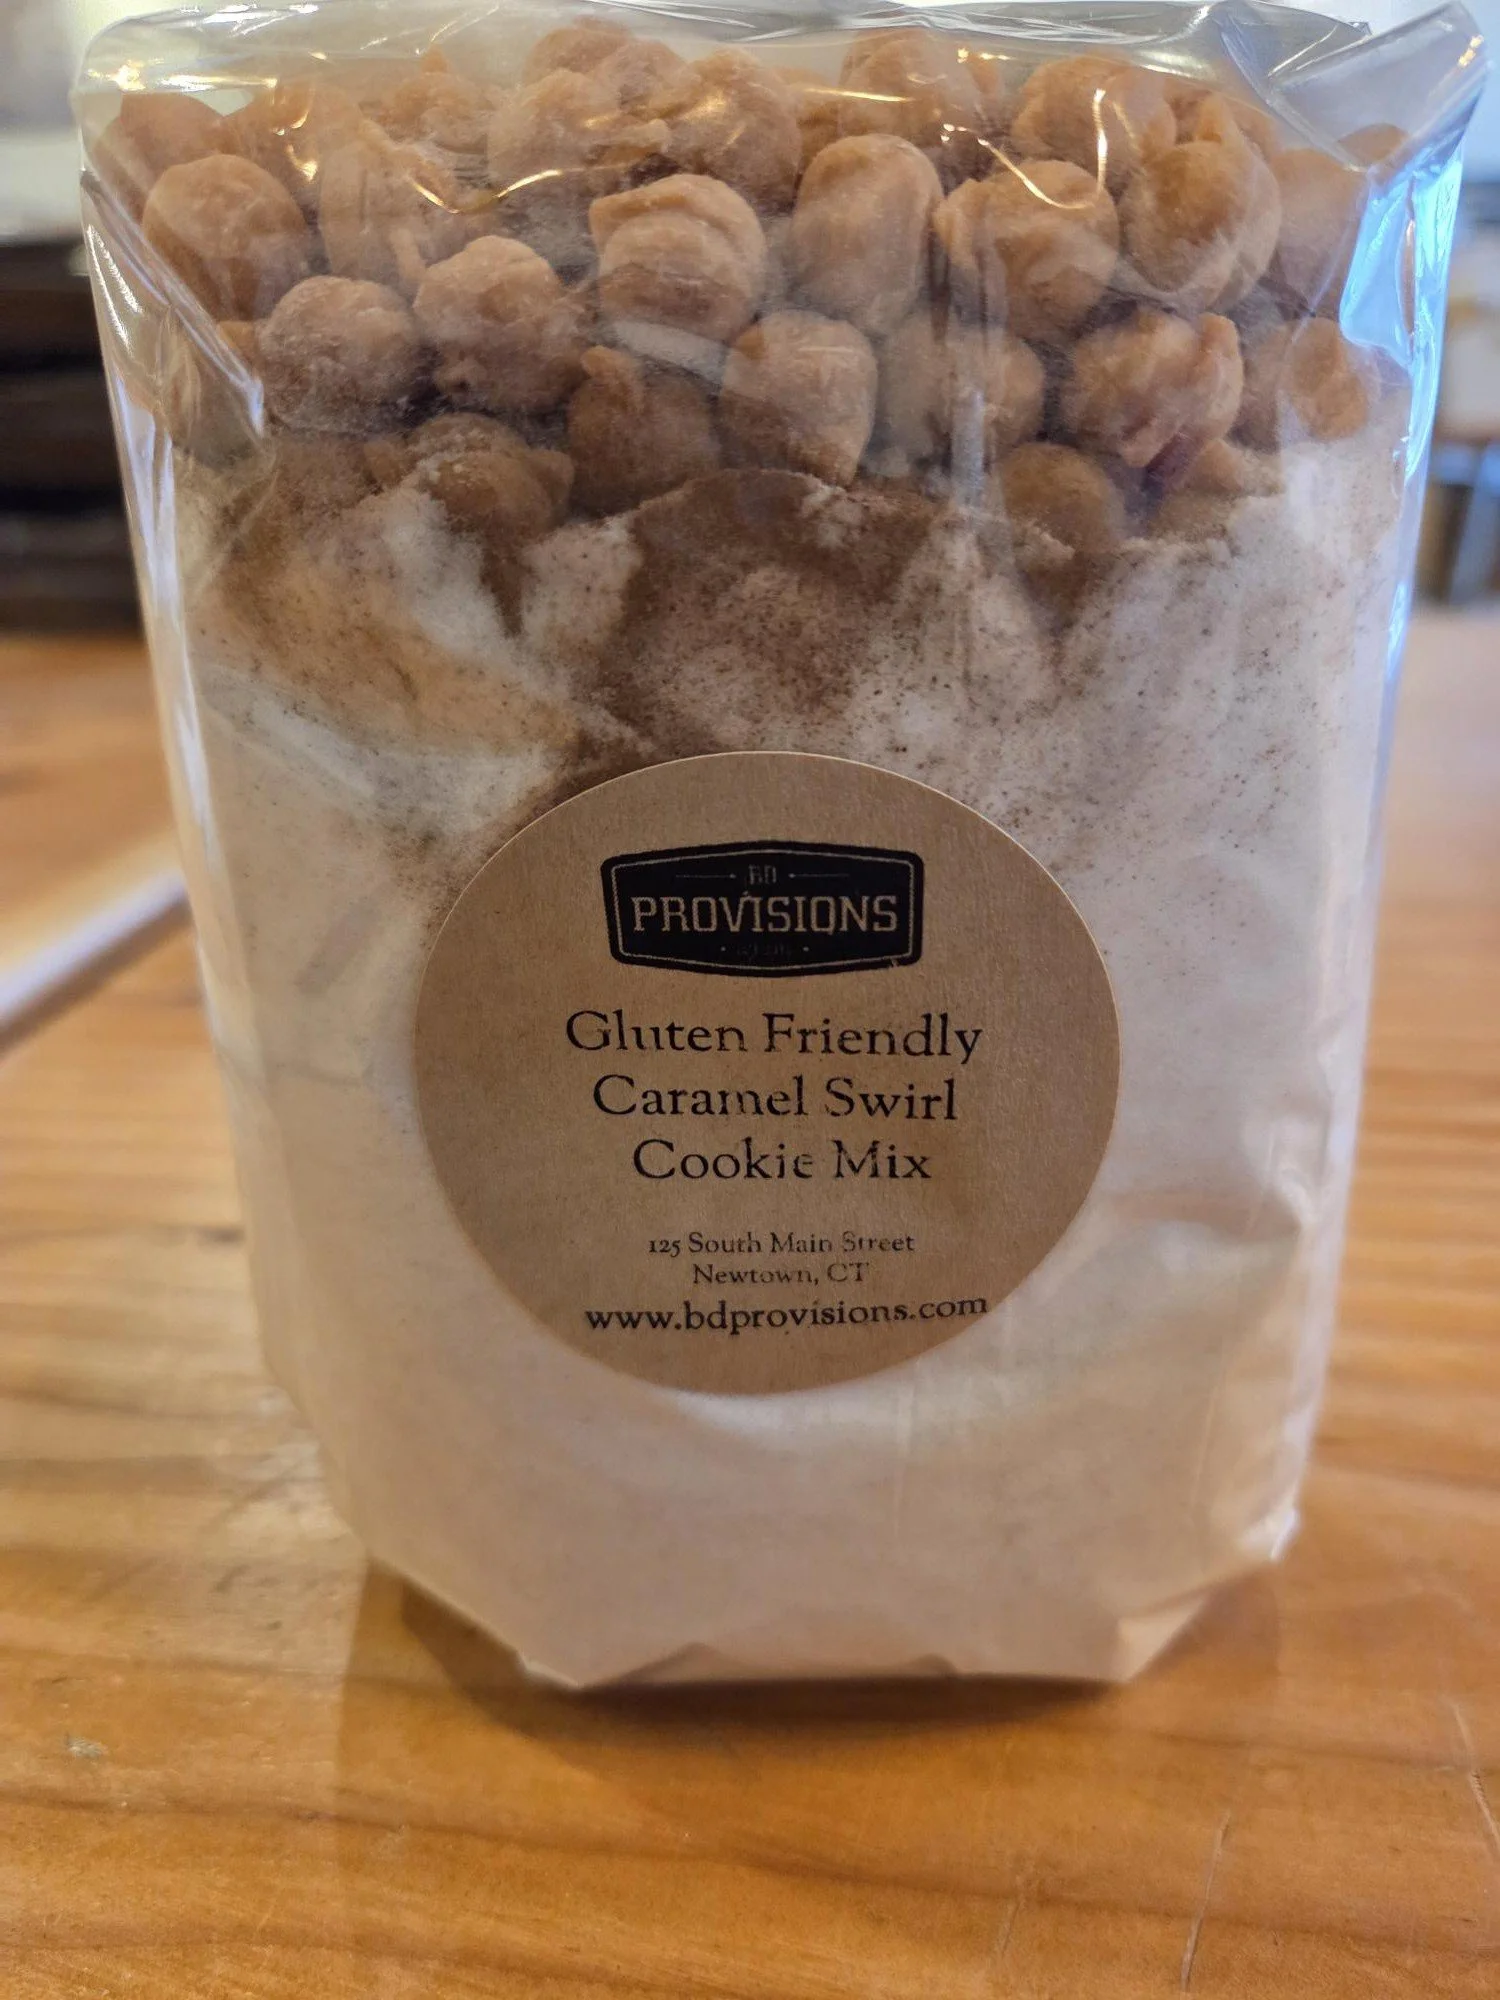 BD
PROVISIONS
Gluten Friendly
Caramel Swirl
Cookie Mix
125 South Main Street
Newtown, CT
www.bdprovisions.com